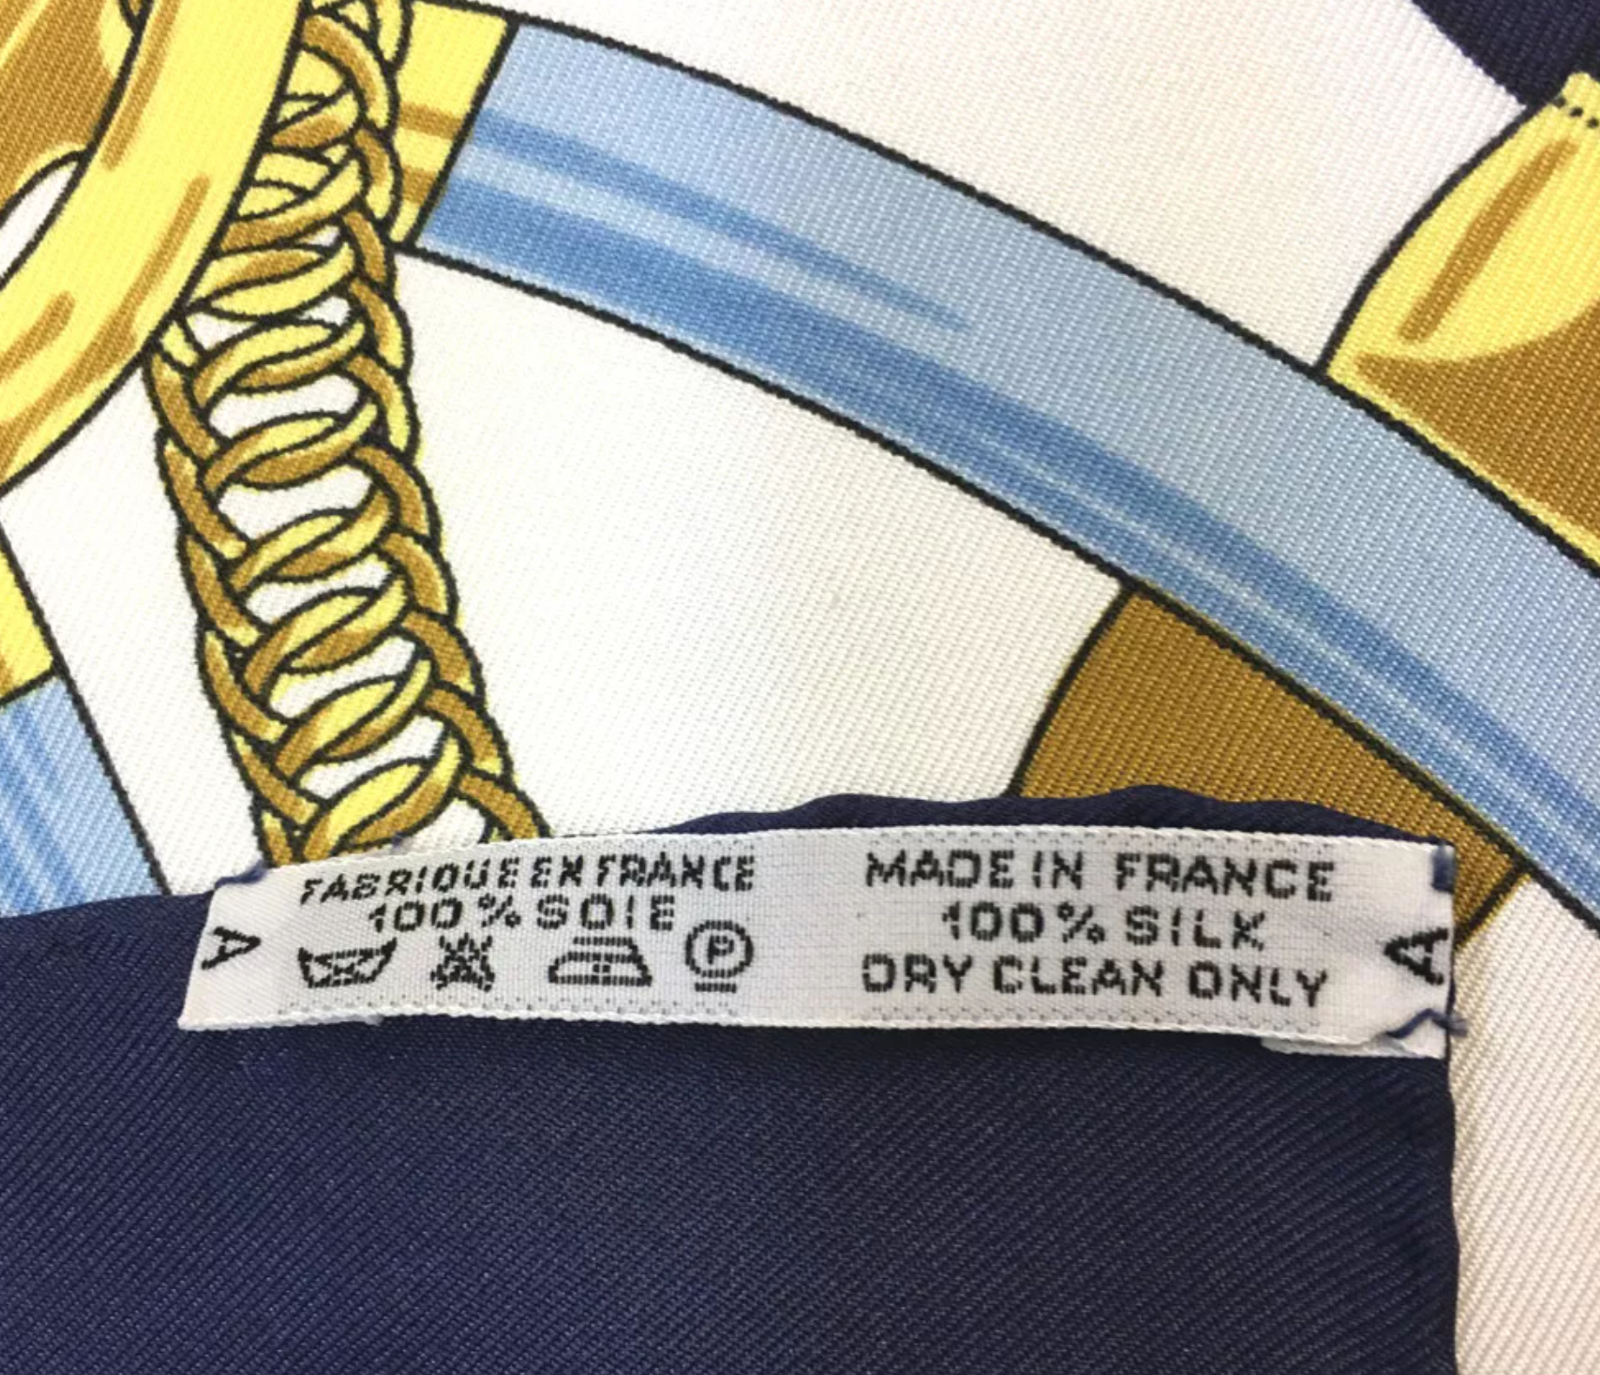 FABRIQUE EN FRANCE
100% SOIE
P
A
MADE IN FRANCE
100% SILK
DRY CLEAN ONLY
A